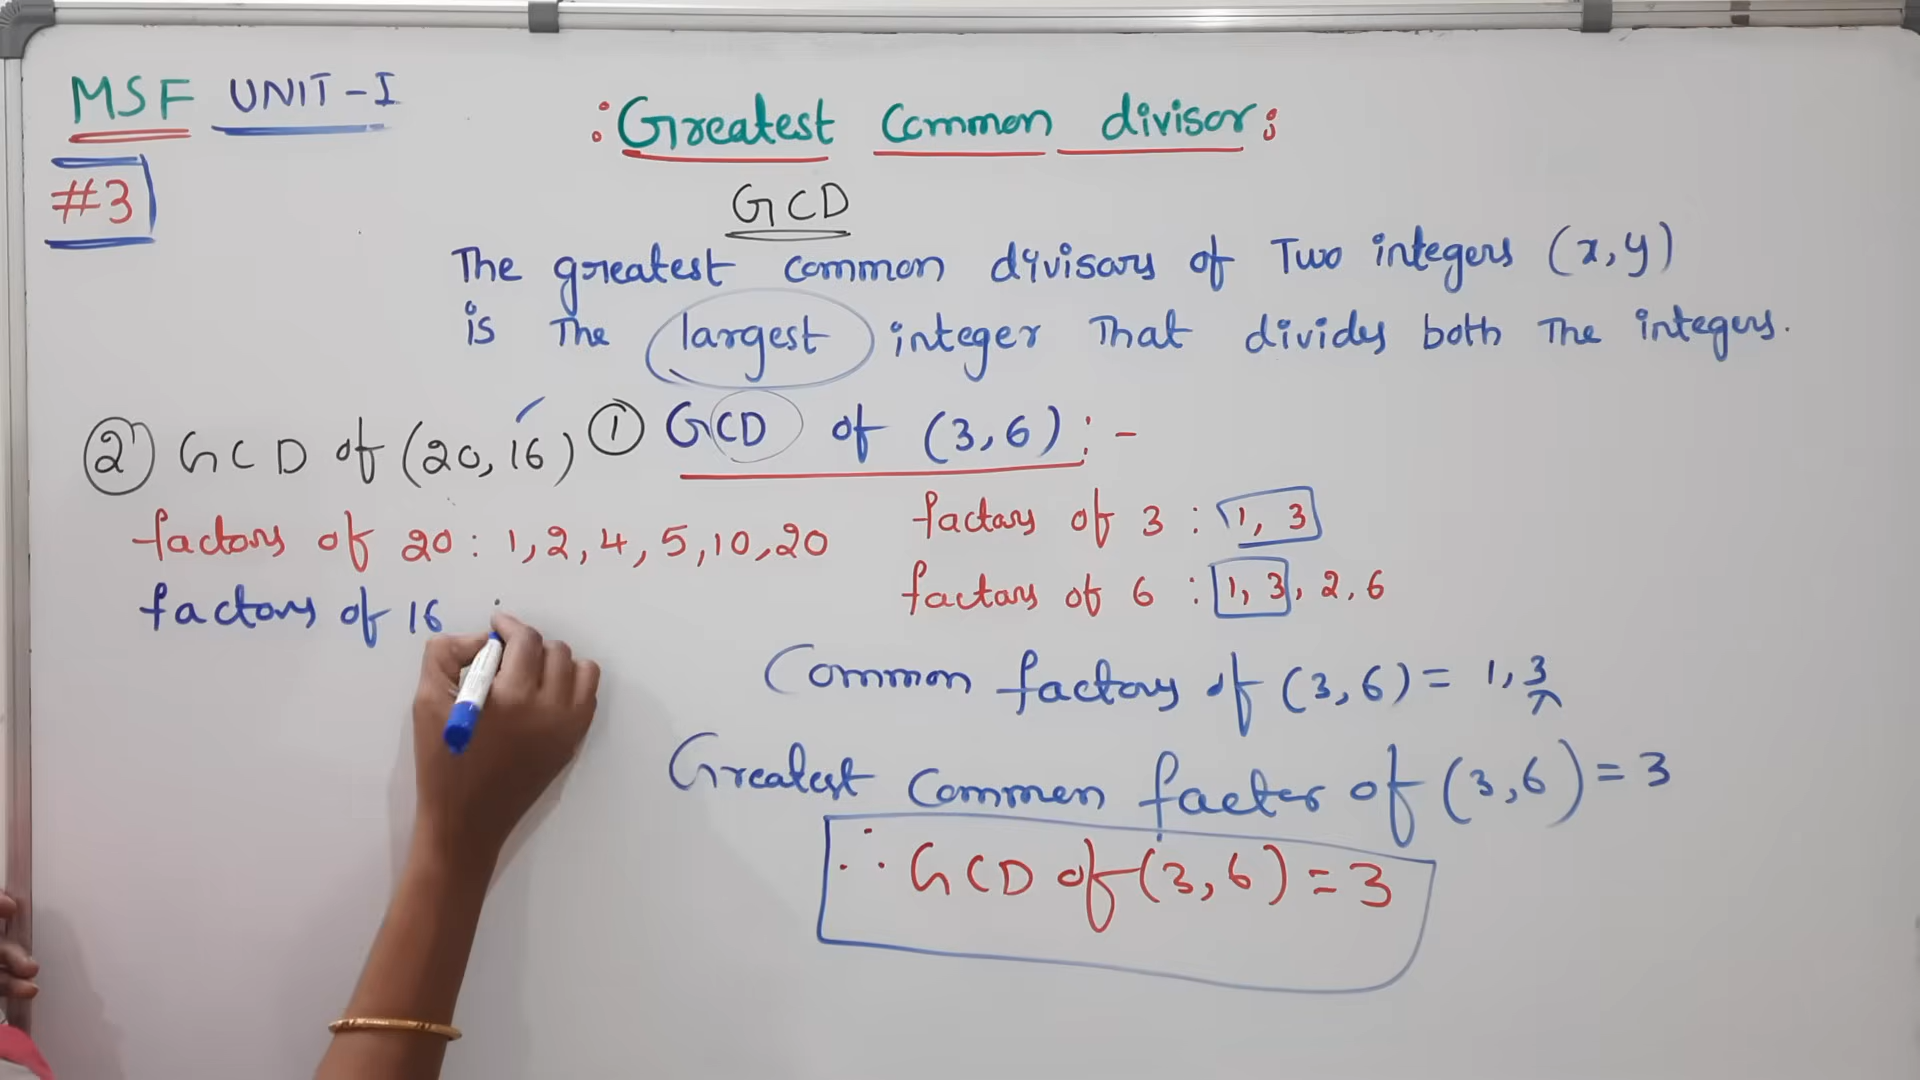 MSF UNIT-I
#3
:Greatest Common divisor:
GCD
The greatest common divisors of Two integers (x,y)
is The largest integer That divides both The integers.
② GCD of (20,16)
factors of 20 : 1,2,4,5,10,20
factors of 16 :
① GCD of (3,6) :-
factors of 3 : 1, 3
factors of 6 : 1, 3, 2, 6
Common factors of (3,6) = 1,3
Greatest Common factor of (3,6) = 3
∴ GCD of (3,6) = 3